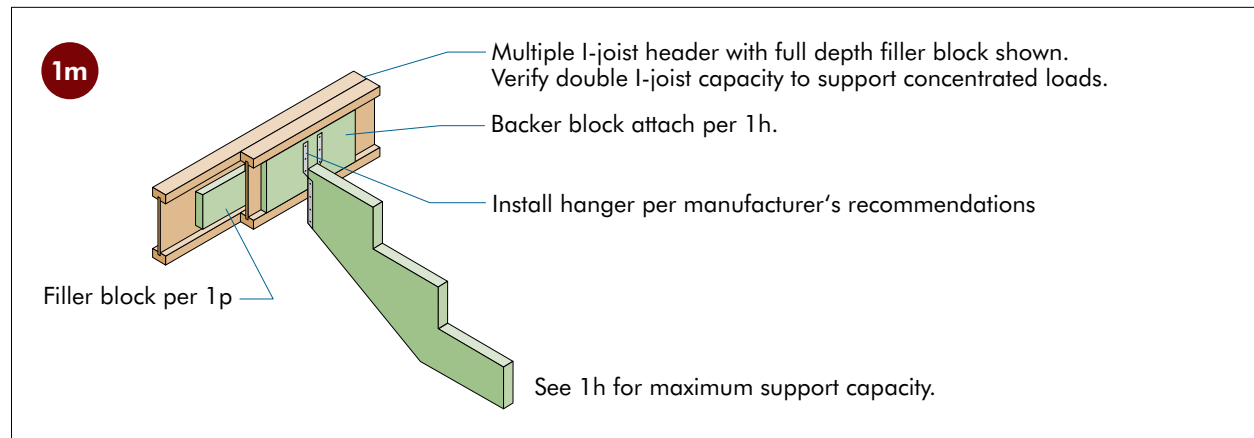 1m
Multiple I-joist header with full depth filler block shown.
Verify double I-joist capacity to support concentrated loads.
Backer block attach per 1h.
Install hanger per manufacturer‘s recommendations
Filler block per 1p
See 1h for maximum support capacity.